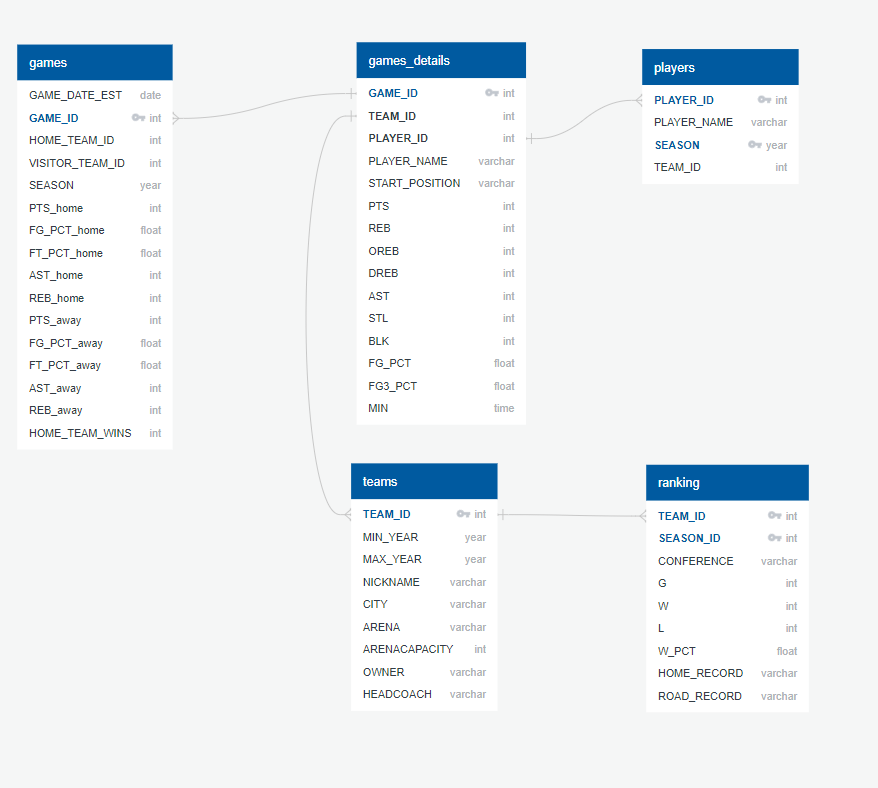 games
GAME_DATE_EST date
GAME_ID int
HOME_TEAM_ID int
VISITOR_TEAM_ID int
SEASON year
PTS_home int
FG_PCT_home float
FT_PCT_home float
AST_home int
REB_home int
PTS_away int
FG_PCT_away float
FT_PCT_away float
AST_away int
REB_away int
HOME_TEAM_WINS int
games_details
GAME_ID int
TEAM_ID int
PLAYER_ID int
PLAYER_NAME varchar
START_POSITION varchar
PTS int
REB int
OREB int
DREB int
AST int
STL int
BLK int
FG_PCT float
FG3_PCT float
MIN time
players
PLAYER_ID int
PLAYER_NAME varchar
SEASON year
TEAM_ID int
teams
TEAM_ID int
MIN_YEAR year
MAX_YEAR year
NICKNAME varchar
CITY varchar
ARENA varchar
ARENACAPACITY int
OWNER varchar
HEADCOACH varchar
ranking
TEAM_ID int
SEASON_ID int
CONFERENCE varchar
G int
W int
L int
W_PCT float
HOME_RECORD varchar
ROAD_RECORD varchar